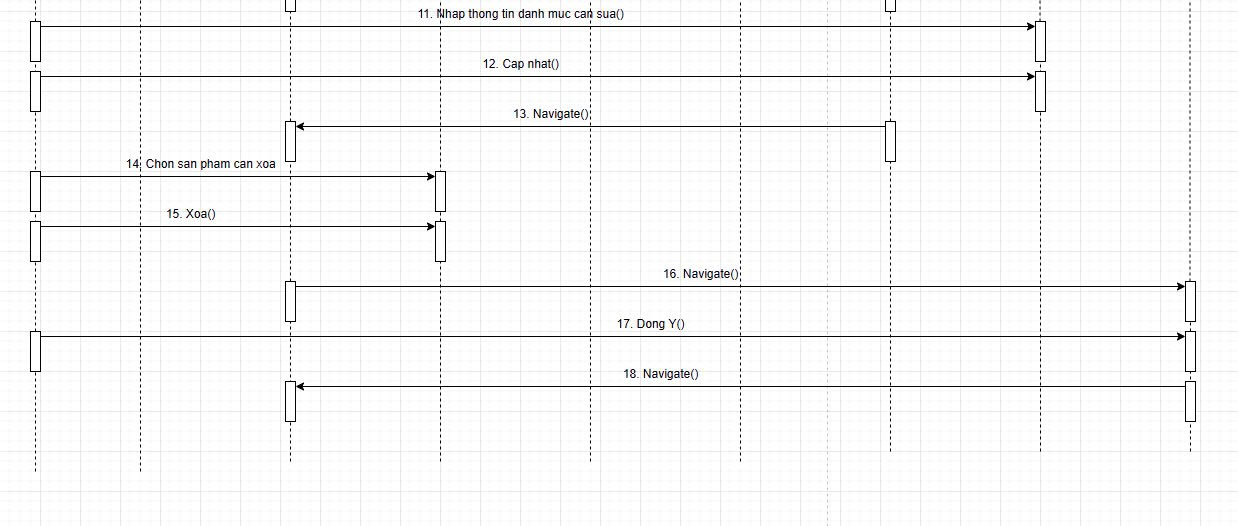 11. Nhap thong tin danh muc can sua()
12. Cap nhat()
13. Navigate()
14. Chon san pham can xoa
15. Xoa()
16. Navigate()
17. Dong Y()
18. Navigate()